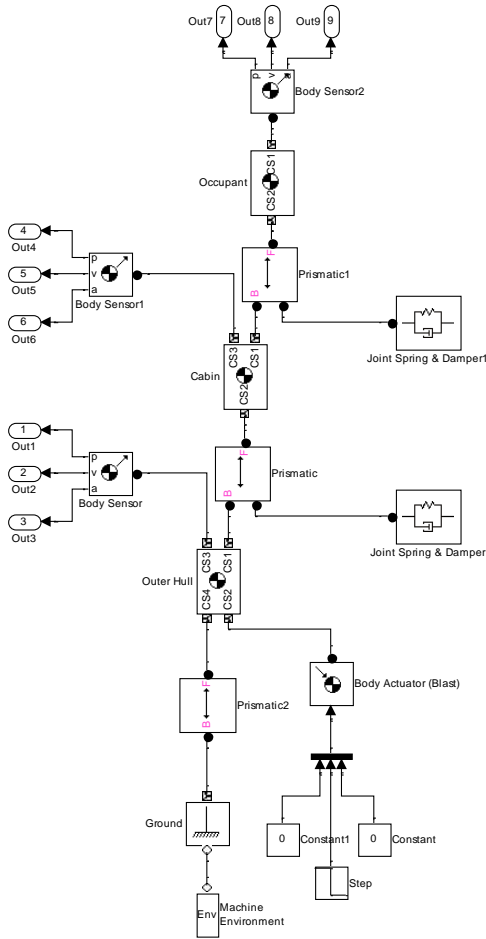 Out7
7
Out8
8
Out9
9
p
v
a
Body Sensor2
CS1
CS2
Occupant
4
Out4
5
Out5
6
Out6
p
v
a
Body Sensor1
F
B
Prismatic1
Joint Spring & Damper1
CS3
CS1
CS2
Cabin
1
Out1
2
Out2
3
Out3
p
v
a
Body Sensor
F
B
Prismatic
Joint Spring & Damper
CS3
CS1
CS4
CS2
Outer Hull
F
B
Prismatic2
Body Actuator (Blast)
Ground
0
Constant1
0
Constant
Step
Env
Machine
Environment